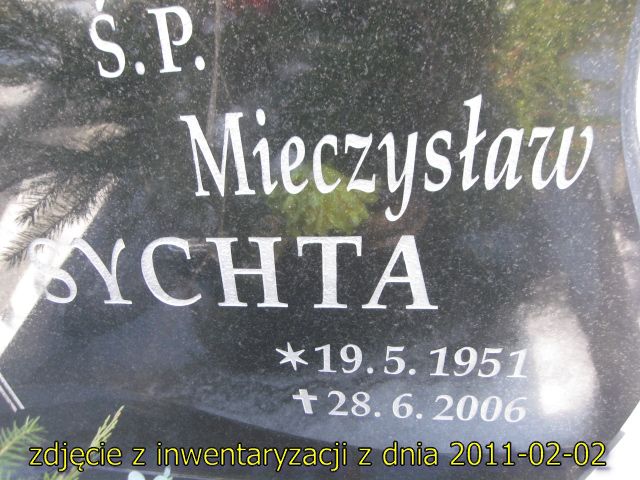 Ś.P.
Mieczysław
SYCHTA
* 19.5.1951
✝ 28.6.2006
zdjęcie z inwentaryzacji z dnia 2011-02-02